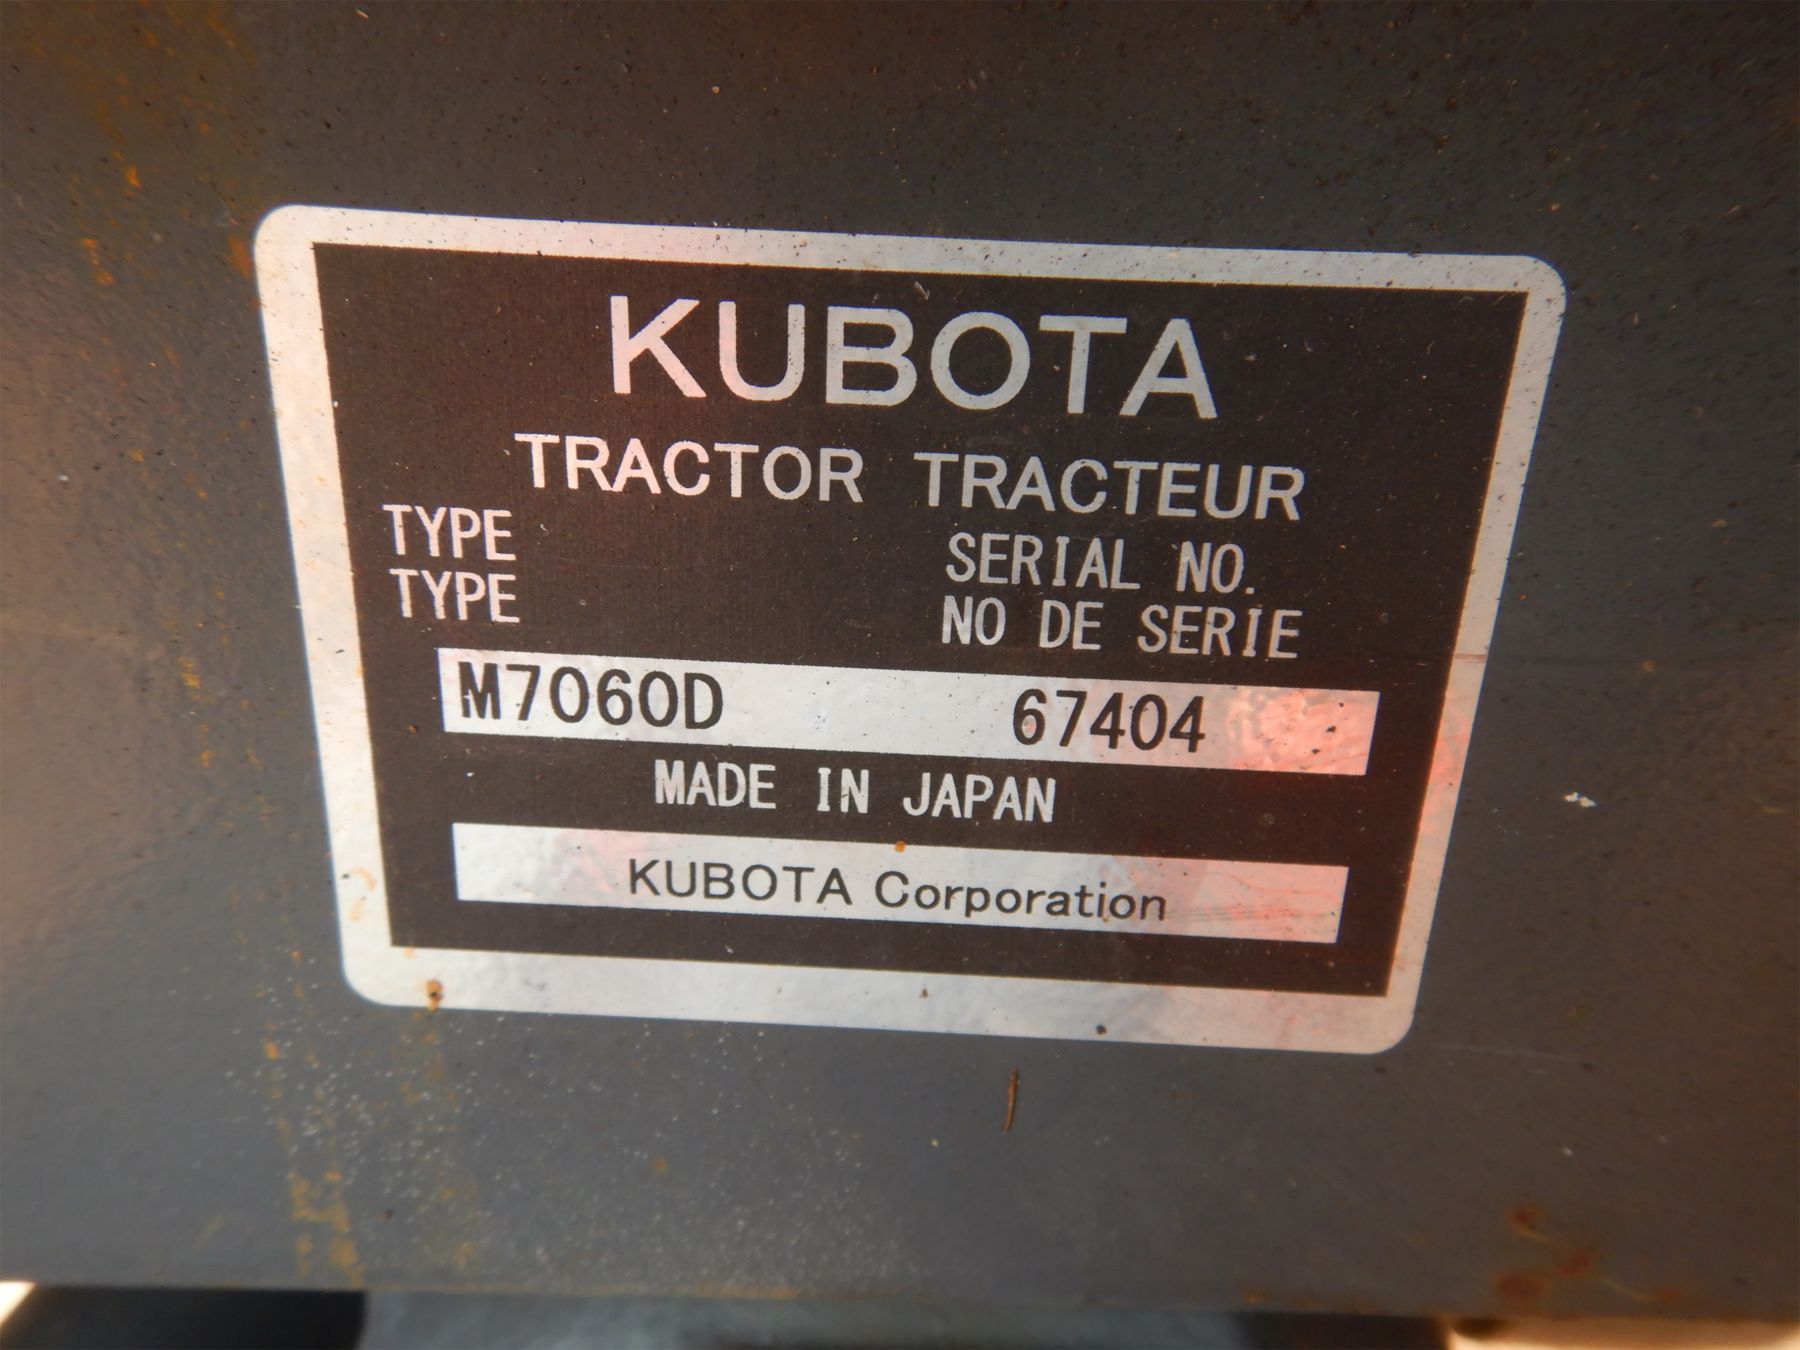 KUBOTA
TRACTOR TRACTEUR
TYPE SERIAL NO.
TYPE NO DE SERIE
M7060D 67404
MADE IN JAPAN
KUBOTA Corporation